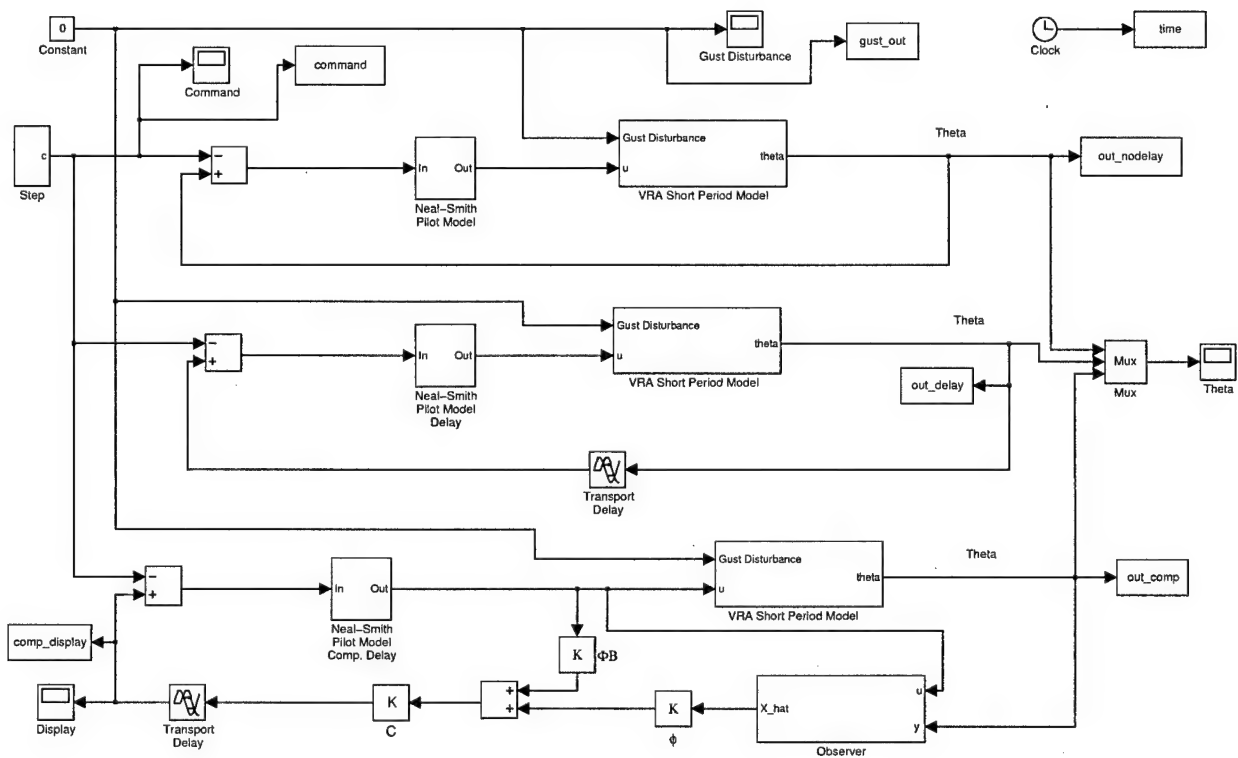 0
Constant
Gust Disturbance
gust_out
Clock
time
Command
command
c
Step
−
+
In Out
Neal−Smith
Pilot Model
Gust Disturbance
u
theta
VRA Short Period Model
Theta
out_nodelay
−
+
In Out
Neal−Smith
Pilot Model
Delay
Gust Disturbance
u
theta
VRA Short Period Model
Theta
out_delay
Mux
Mux
Theta
Transport
Delay
−
+
In Out
Neal−Smith
Pilot Model
Comp. Delay
Gust Disturbance
u
theta
VRA Short Period Model
Theta
out_comp
comp_display
K
ΦB
Display
Transport
Delay
K
C
+
+
K
ϕ
X_hat
u
y
Observer